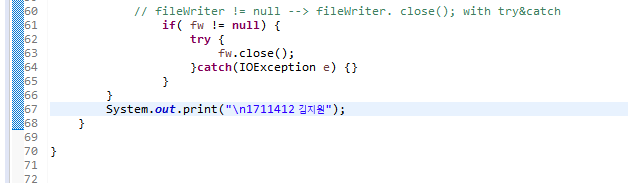 60 // fileWriter != null --> fileWriter. close(); with try&catch
61 if( fw != null) {
62 try {
63 fw.close();
64 }catch(IOException e) {}
65 }
66 }
67 System.out.print("\n1711412 김지원");
68 }
69
70 }
71
72